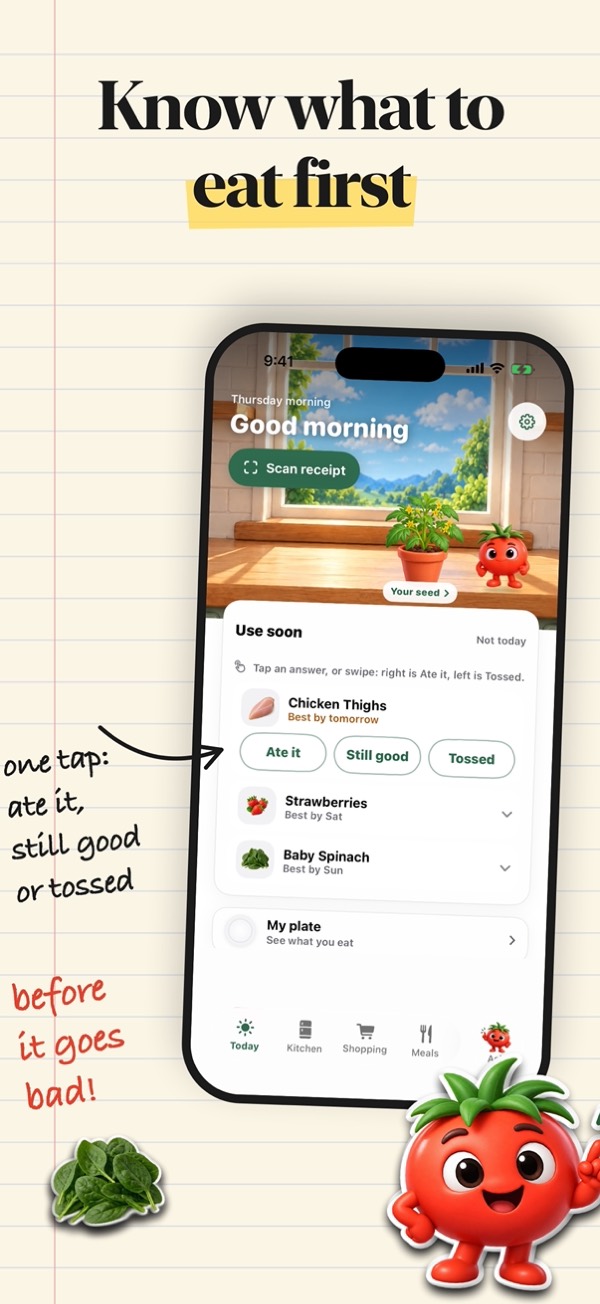 Know what to
eat first
9:41
Thursday morning
Good morning
Scan receipt
Your seed
Use soon
Not today
Tap an answer, or swipe: right is Ate it, left is Tossed.
Chicken Thighs
Best by tomorrow
Ate it
Still good
Tossed
Strawberries
Best by Sat
Baby Spinach
Best by Sun
My plate
See what you eat
Today
Kitchen
Shopping
Meals
one tap:
ate it,
still good
or tossed
before
it goes
bad!